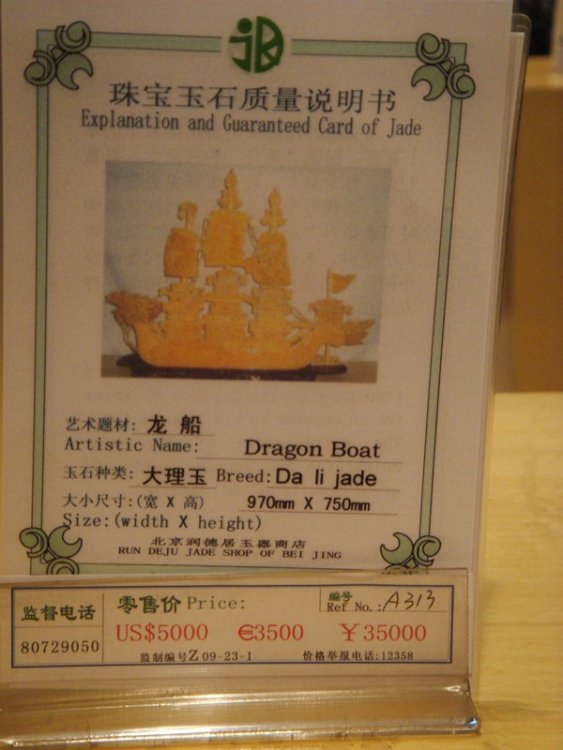 珠宝玉石质量说明书
Explanation and Guaranteed Card of Jade
艺术题材: 龙船
Artistic Name: Dragon Boat
玉石种类: 大理玉 Breed: Da li jade
大小尺寸:(宽 X 高) 970mm X 750mm
Size:(width X height)
北京润德居玉器商店
RUN DEJU JADE SHOP OF BEI JING
监督电话
80729050
零售价 Price:
编号
Ref No.: A313
US$5000 €3500 ￥35000
监制编号Z 09-23-1 价格举报电话:12358